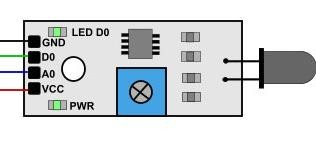 LED D0
GND
D0
A0
VCC
PWR